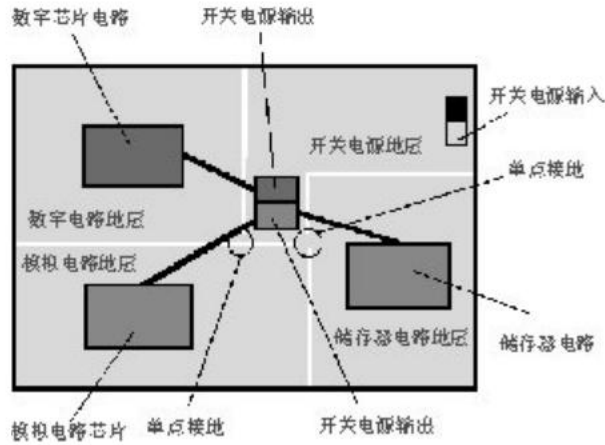 数字芯片电路
开关电源输出
开关电源输入
开关电源地层
单点接地
数字电路地层
模拟电路地层
储存器电路地层
储存器电路
模拟电路芯片
单点接地
开关电源输出